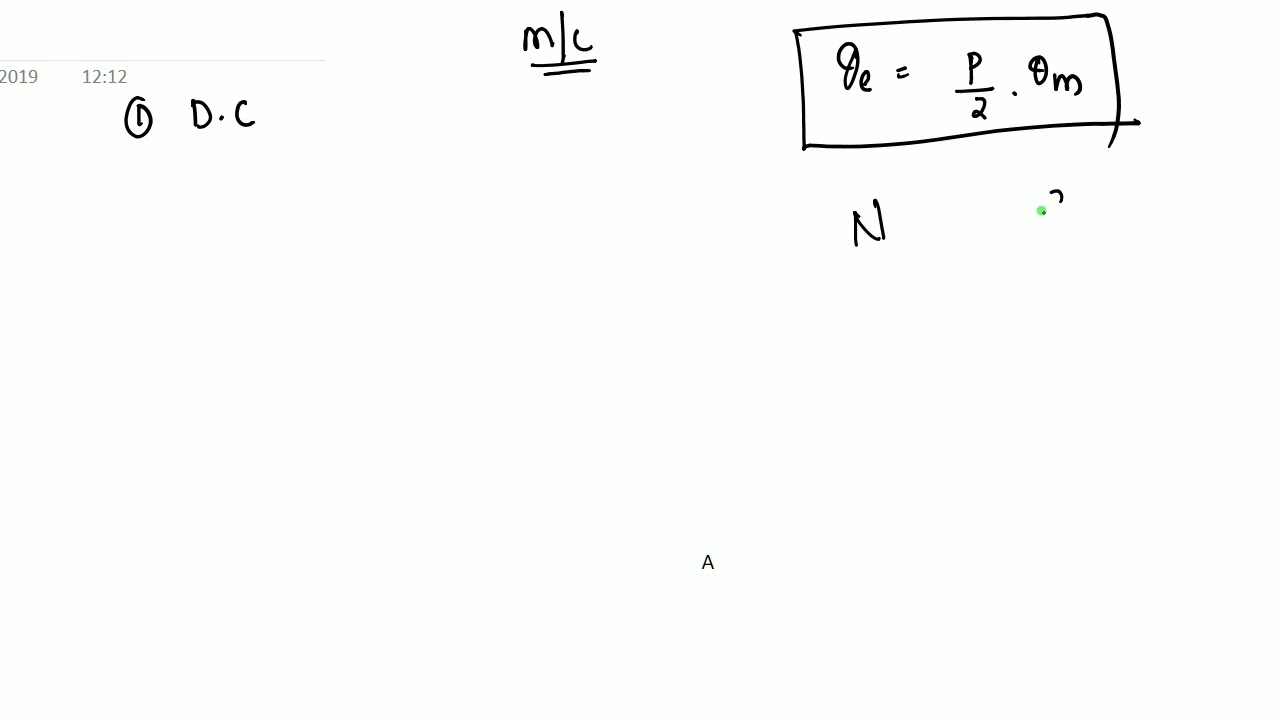 m/c
θe = P/2 . θm
2019 12:12
① D.C
N
A